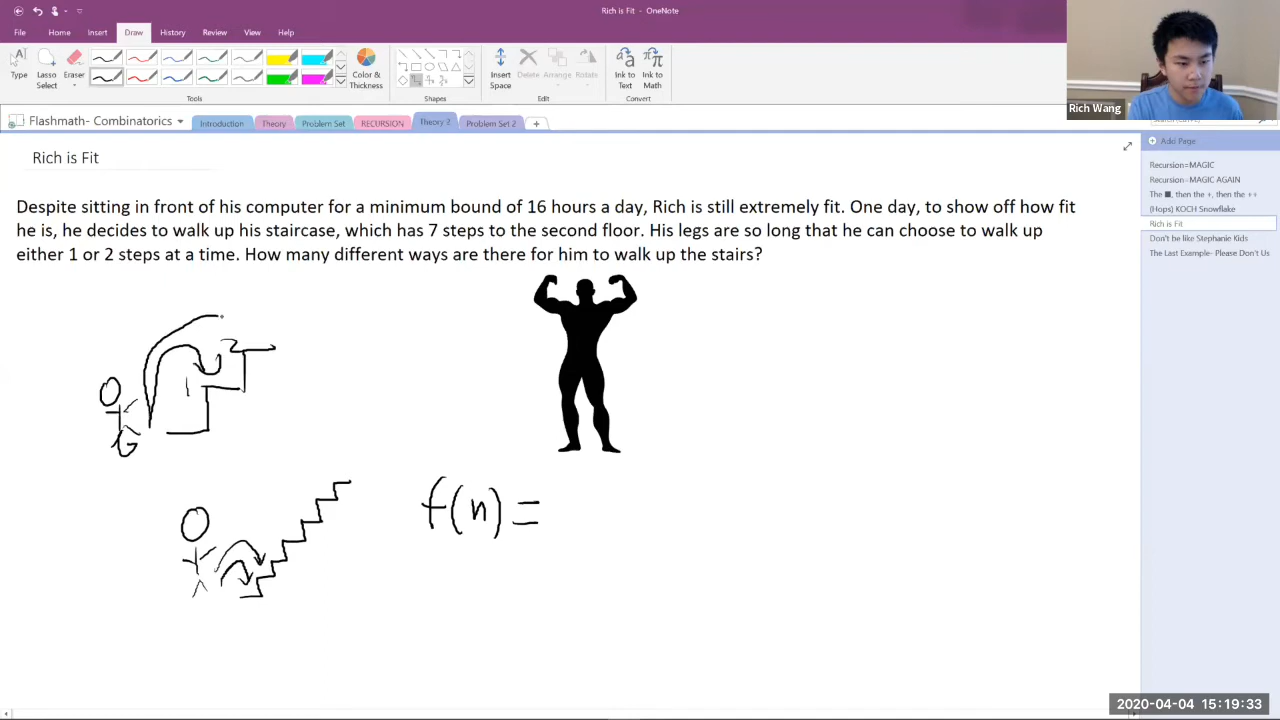 Rich is Fit - OneNote
File Home Insert Draw History Review View Help
Type
Lasso Select
Eraser
Color & Thickness
Insert Space
Delete
Arrange
Rotate
Ink to Text
Ink to Math
Tools
Shapes
Edit
Convert
Rich Wang
Flashmath- Combinatorics
Introduction Theory Problem Set RECURSION Theory 2 Problem Set 2
Add Page
Rich is Fit
Recursion=MAGIC
Recursion=MAGIC AGAIN
The ■, then the +, then the ++
(Hops) KOCH Snowflake
Rich is Fit
Don't be like Stephanie Kids
The Last Example- Please Don't Us
Despite sitting in front of his computer for a minimum bound of 16 hours a day, Rich is still extremely fit. One day, to show off how fit
he is, he decides to walk up his staircase, which has 7 steps to the second floor. His legs are so long that he can choose to walk up
either 1 or 2 steps at a time. How many different ways are there for him to walk up the stairs?
2
1
f(n) =
2020-04-04 15:19:33